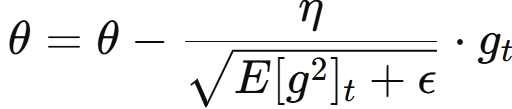 θ = θ − η / √(E[g²]ₜ + ϵ) · gₜ